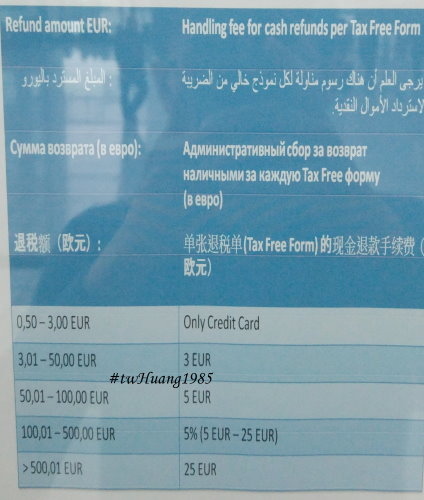 Refund amount EUR: Handling fee for cash refunds per Tax Free Form
المبلغ المسترد باليورو : يرجى العلم أن هناك رسوم مناولة لكل نموذج خالي من الضريبة
لاسترداد الأموال النقدية.
Сумма возврата (в евро): Административный сбор за возврат
наличными за каждую Tax Free форму
(в евро)
退税额（欧元）: 单张退税单(Tax Free Form) 的现金退款手续费（
欧元）
0,50 – 3,00 EUR Only Credit Card
3,01 – 50,00 EUR 3 EUR
#twHuang1985
50,01 – 100,00 EUR 5 EUR
100,01 – 500,00 EUR 5% (5 EUR – 25 EUR)
> 500,01 EUR 25 EUR